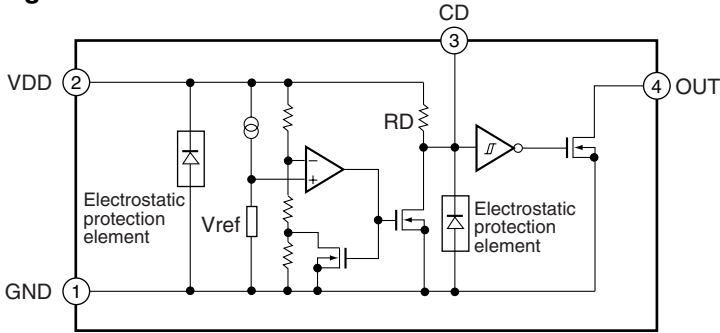 CD
3
VDD 2
4 OUT
RD
Electrostatic
protection
element
Vref
−
+
Electrostatic
protection
element
GND 1